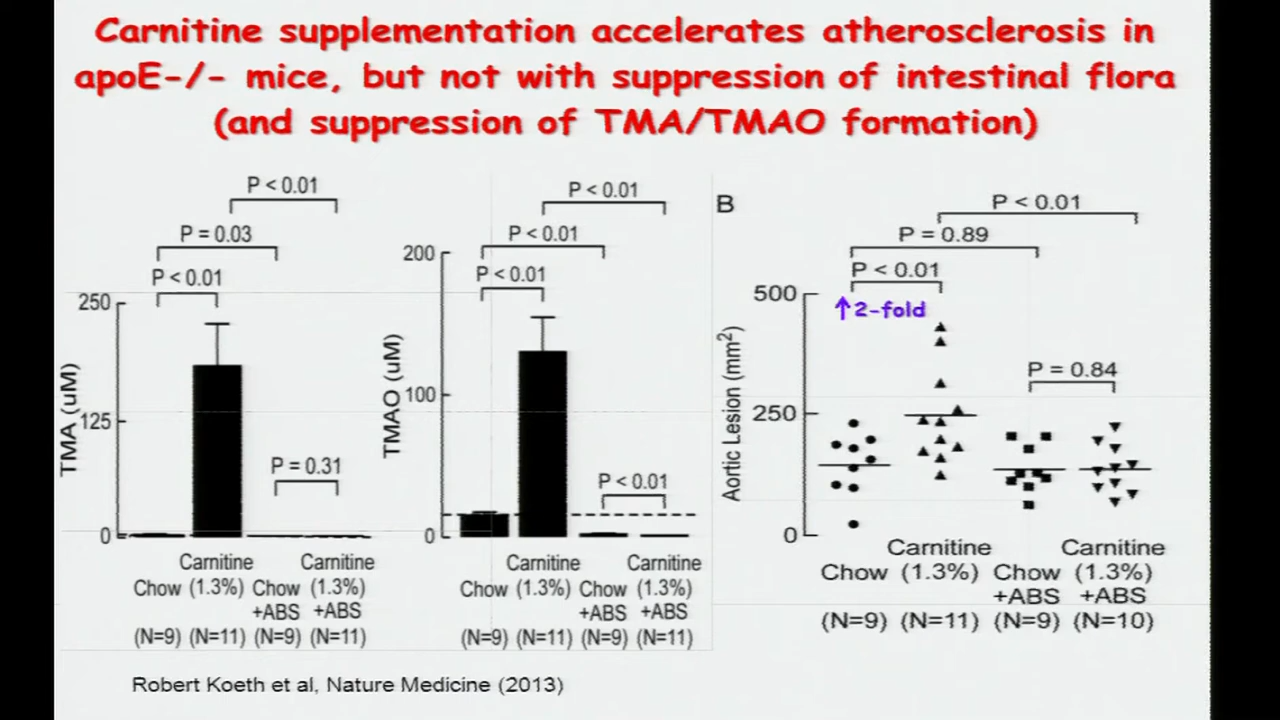 Carnitine supplementation accelerates atherosclerosis in
apoE-/- mice, but not with suppression of intestinal flora
(and suppression of TMA/TMAO formation)
P < 0.01
P = 0.03
P < 0.01
250
125
0
TMA (uM)
P = 0.31
Carnitine Carnitine
Chow (1.3%) Chow (1.3%)
+ABS +ABS
(N=9) (N=11) (N=9) (N=11)
P < 0.01
P < 0.01
P < 0.01
200
100
0
TMAO (uM)
P < 0.01
Carnitine Carnitine
Chow (1.3%) Chow (1.3%)
+ABS +ABS
(N=9) (N=11) (N=9) (N=11)
B
P < 0.01
P = 0.89
P < 0.01
↑2-fold
500
250
0
Aortic Lesion (mm²)
P = 0.84
Carnitine Carnitine
Chow (1.3%) Chow (1.3%)
+ABS +ABS
(N=9) (N=11) (N=9) (N=10)
Robert Koeth et al, Nature Medicine (2013)